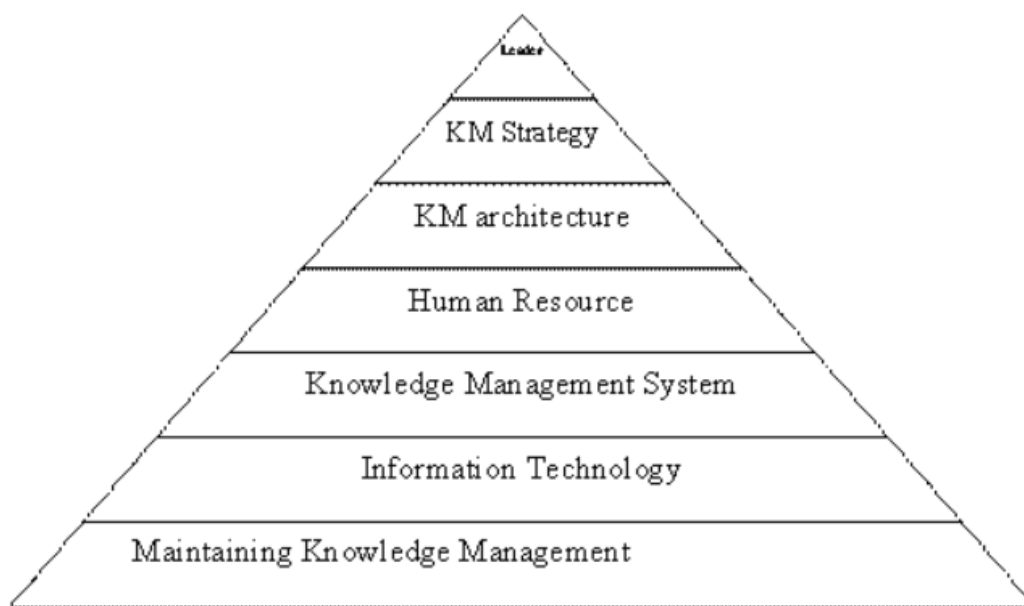 Leader
KM Strategy
KM architecture
Human Resource
Knowledge Management System
Information Technology
Maintaining Knowledge Management